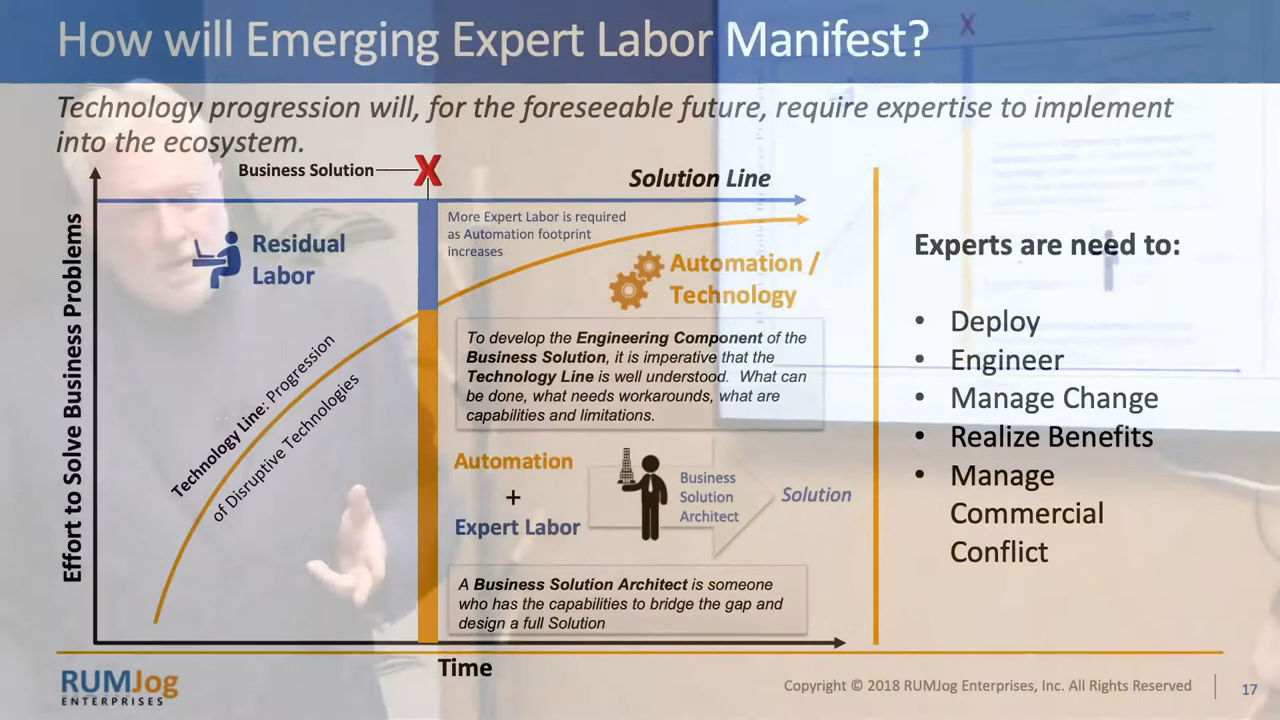 How will Emerging Expert Labor Manifest?
Technology progression will, for the foreseeable future, require expertise to implement
into the ecosystem.
Business Solution
X
Solution Line
Effort to Solve Business Problems
Residual
Labor
More Expert Labor is required
as Automation footprint
increases
Automation /
Technology
Technology Line: Progression
of Disruptive Technologies
To develop the Engineering Component of the
Business Solution, it is imperative that the
Technology Line is well understood. What can
be done, what needs workarounds, what are
capabilities and limitations.
Automation
+
Expert Labor
Business
Solution
Architect
Solution
A Business Solution Architect is someone
who has the capabilities to bridge the gap and
design a full Solution
Time
Experts are need to:
• Deploy
• Engineer
• Manage Change
• Realize Benefits
• Manage
Commercial
Conflict
RUMJog
ENTERPRISES
Copyright © 2018 RUMJog Enterprises, Inc. All Rights Reserved
17
X